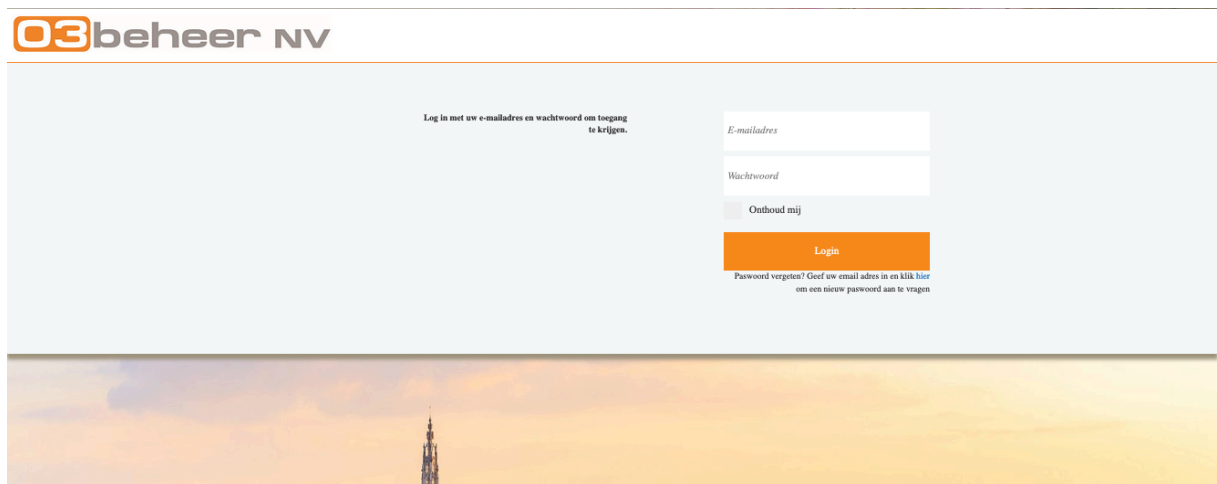 03beheer NV
Log in met uw e-mailadres en wachtwoord om toegang
te krijgen.
E-mailadres
Wachtwoord
Onthoud mij
Login
Paswoord vergeten? Geef uw email adres in en klik hier
om een nieuw paswoord aan te vragen